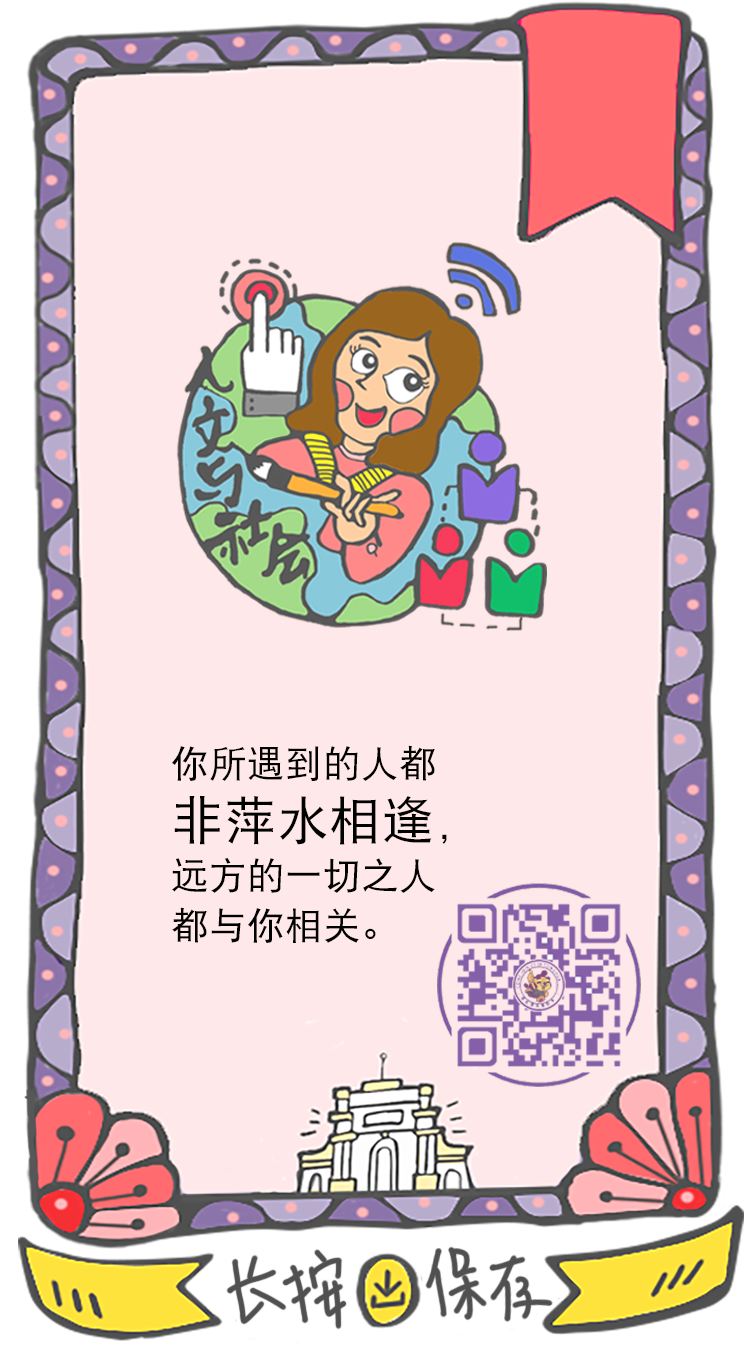 人文与社会
你所遇到的人都
非萍水相逢,
远方的一切之人
都与你相关。
长按 保存